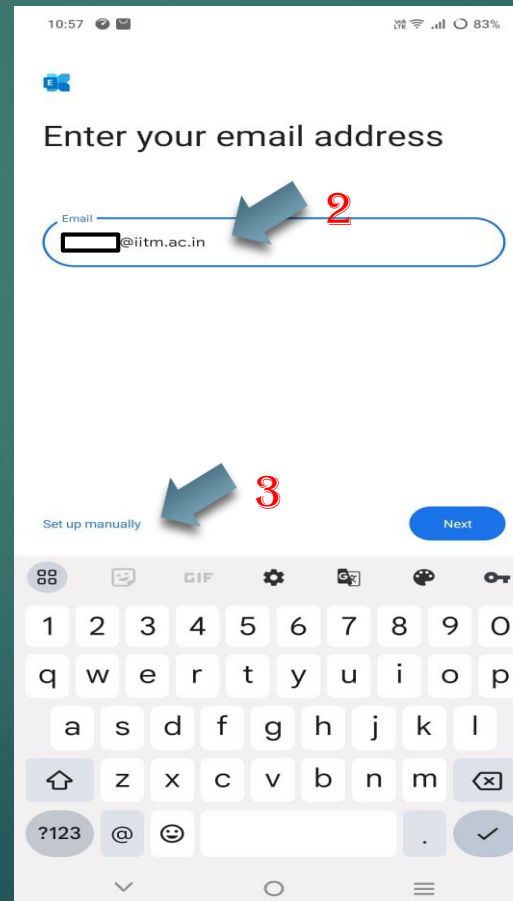 10:57 VoLTE 83%
E
Enter your email address
2
Email
@iitm.ac.in
3
Set up manually Next
GIF G
1 2 3 4 5 6 7 8 9 0
q w e r t y u i o p
a s d f g h j k l
z x c v b n m
?123 @ .